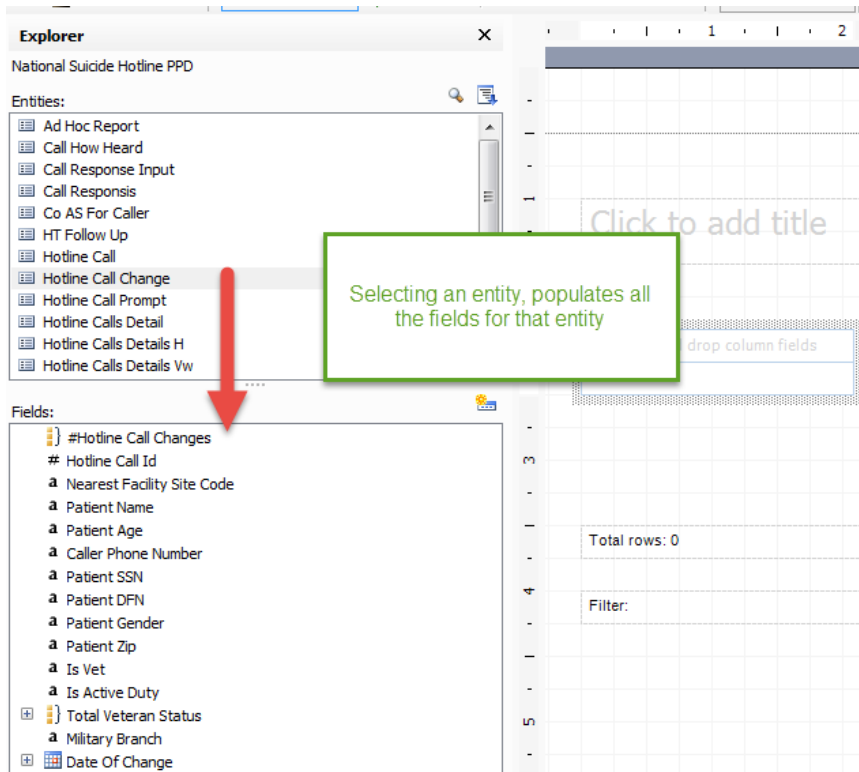 Explorer
National Suicide Hotline PPD
Entities:
Ad Hoc Report
Call How Heard
Call Response Input
Call Responsis
Co AS For Caller
HT Follow Up
Hotline Call
Hotline Call Change
Hotline Call Prompt
Hotline Calls Detail
Hotline Calls Details H
Hotline Calls Details Vw
Fields:
#Hotline Call Changes
# Hotline Call Id
a Nearest Facility Site Code
a Patient Name
a Patient Age
a Caller Phone Number
a Patient SSN
a Patient DFN
a Patient Gender
a Patient Zip
a Is Vet
a Is Active Duty
Total Veteran Status
a Military Branch
Date Of Change
1 2
1
3
4
5
Click to add title
Selecting an entity, populates all
the fields for that entity
drop column fields
Total rows: 0
Filter: